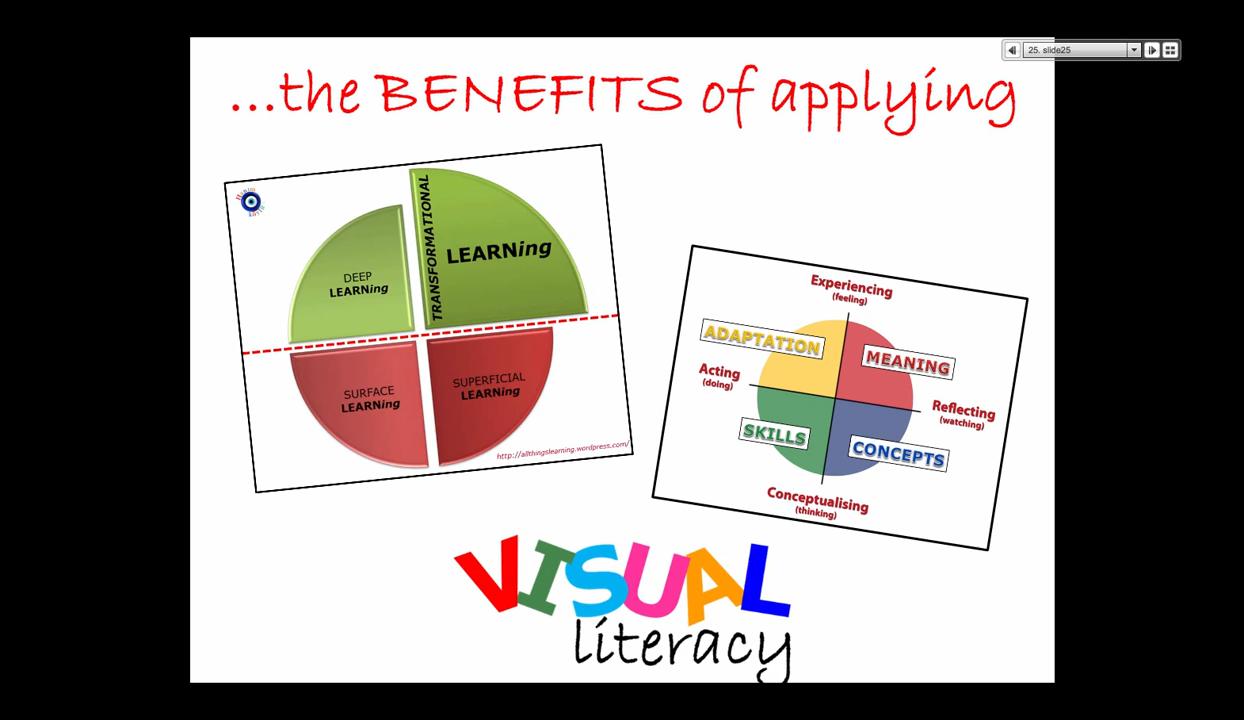 25. slide25
...the BENEFITS of applying
TRANSFORMATIONAL
LEARNing
DEEP
LEARNing
SURFACE
LEARNing
SUPERFICIAL
LEARNing
http://allthingslearning.wordpress.com/
Experiencing
(feeling)
ADAPTATION
MEANING
Acting
(doing)
Reflecting
(watching)
SKILLS
CONCEPTS
Conceptualising
(thinking)
VISUAL
literacy